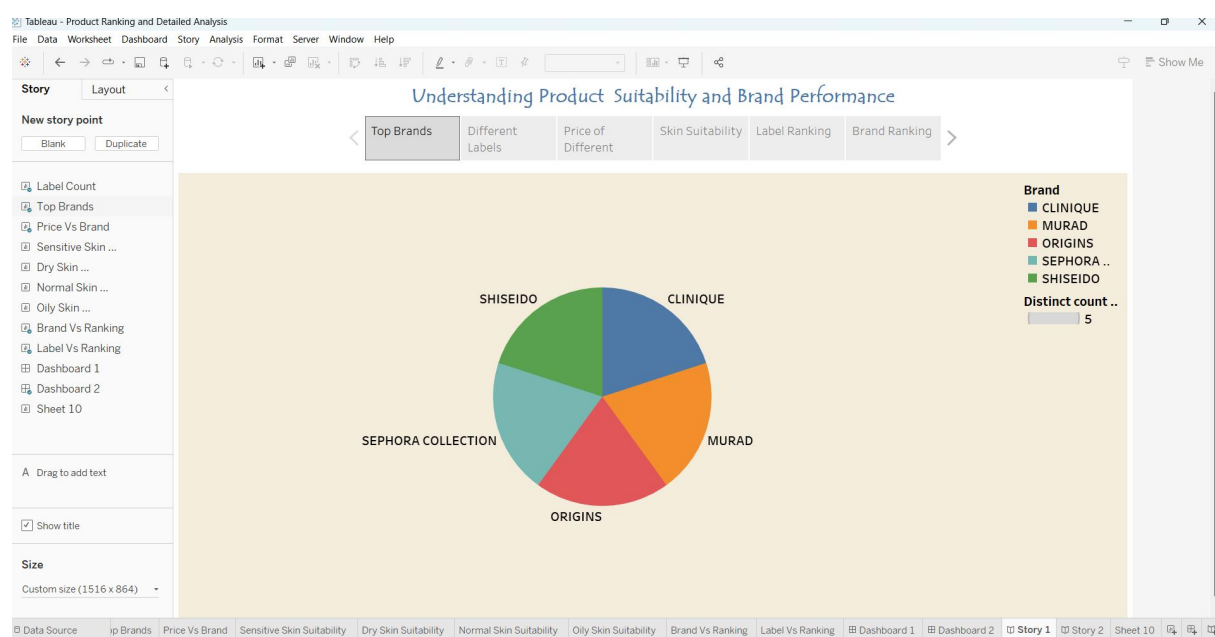 Tableau - Product Ranking and Detailed Analysis
File Data Worksheet Dashboard Story Analysis Format Server Window Help
Show Me
Story Layout
New story point
Blank Duplicate
Label Count
Top Brands
Price Vs Brand
Sensitive Skin ...
Dry Skin ...
Normal Skin ...
Oily Skin ...
Brand Vs Ranking
Label Vs Ranking
Dashboard 1
Dashboard 2
Sheet 10
A Drag to add text
Show title
Size
Custom size (1516 x 864)
Understanding Product Suitability and Brand Performance
Top Brands
Different
Labels
Price of
Different
Skin Suitability
Label Ranking
Brand Ranking
SHISEIDO
CLINIQUE
SEPHORA COLLECTION
MURAD
ORIGINS
Brand
CLINIQUE
MURAD
ORIGINS
SEPHORA ..
SHISEIDO
Distinct count ..
5
Data Source op Brands Price Vs Brand Sensitive Skin Suitability Dry Skin Suitability Normal Skin Suitability Oily Skin Suitability Brand Vs Ranking Label Vs Ranking Dashboard 1 Dashboard 2 Story 1 Story 2 Sheet 10